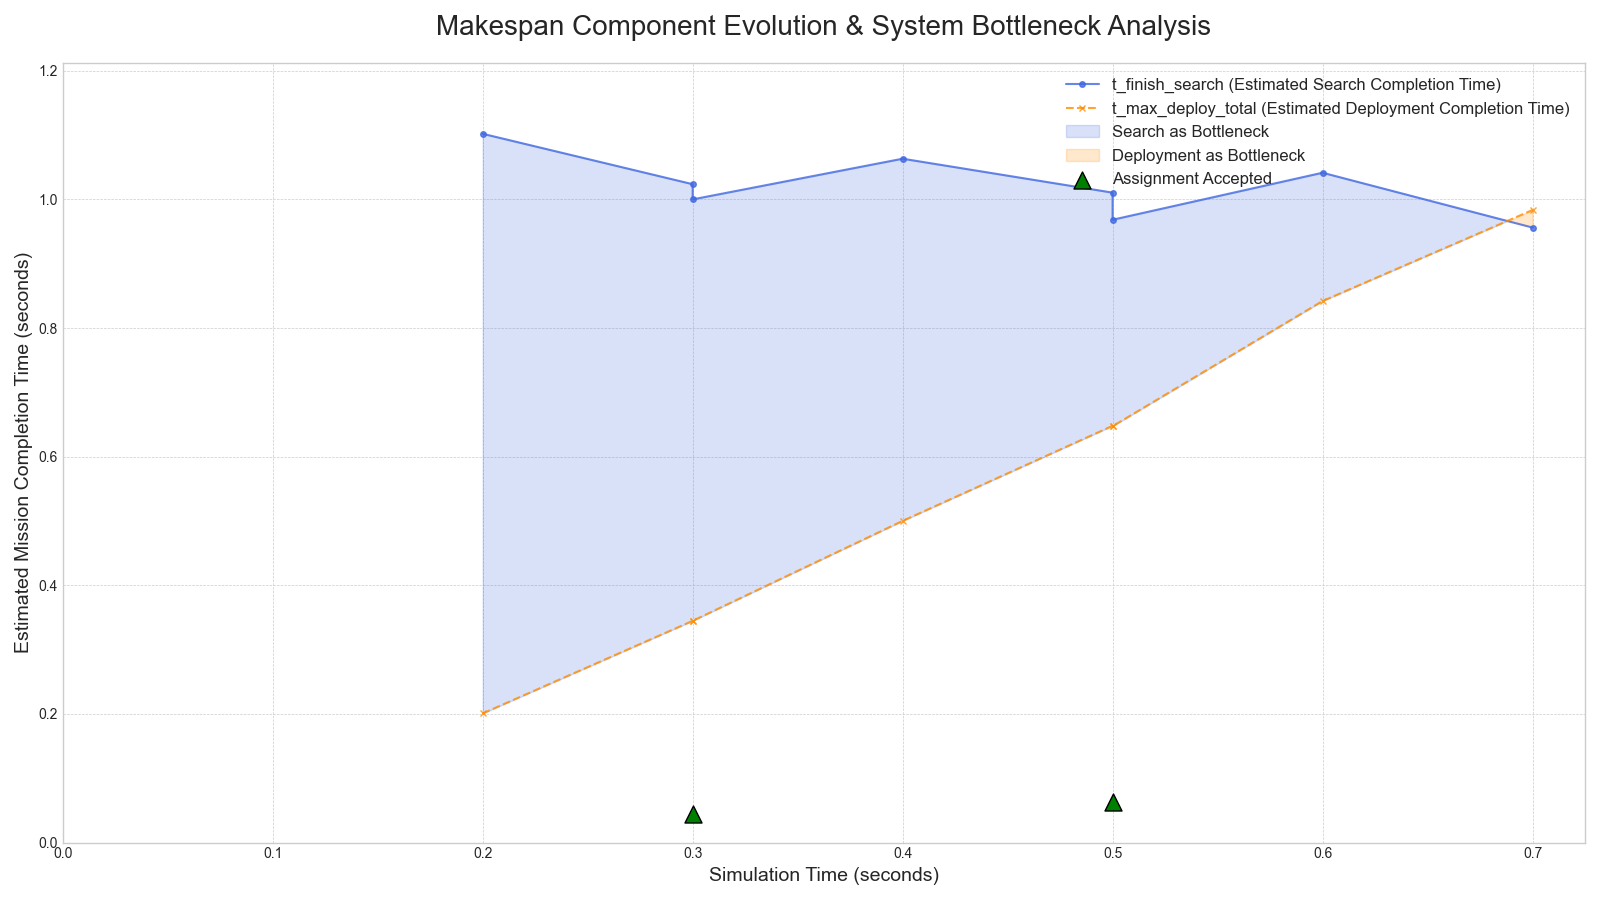 Makespan Component Evolution & System Bottleneck Analysis
t_finish_search (Estimated Search Completion Time)
t_max_deploy_total (Estimated Deployment Completion Time)
Search as Bottleneck
Deployment as Bottleneck
Assignment Accepted
Estimated Mission Completion Time (seconds)
1.2
1.0
0.8
0.6
0.4
0.2
0.0
0.0 0.1 0.2 0.3 0.4 0.5 0.6 0.7
Simulation Time (seconds)